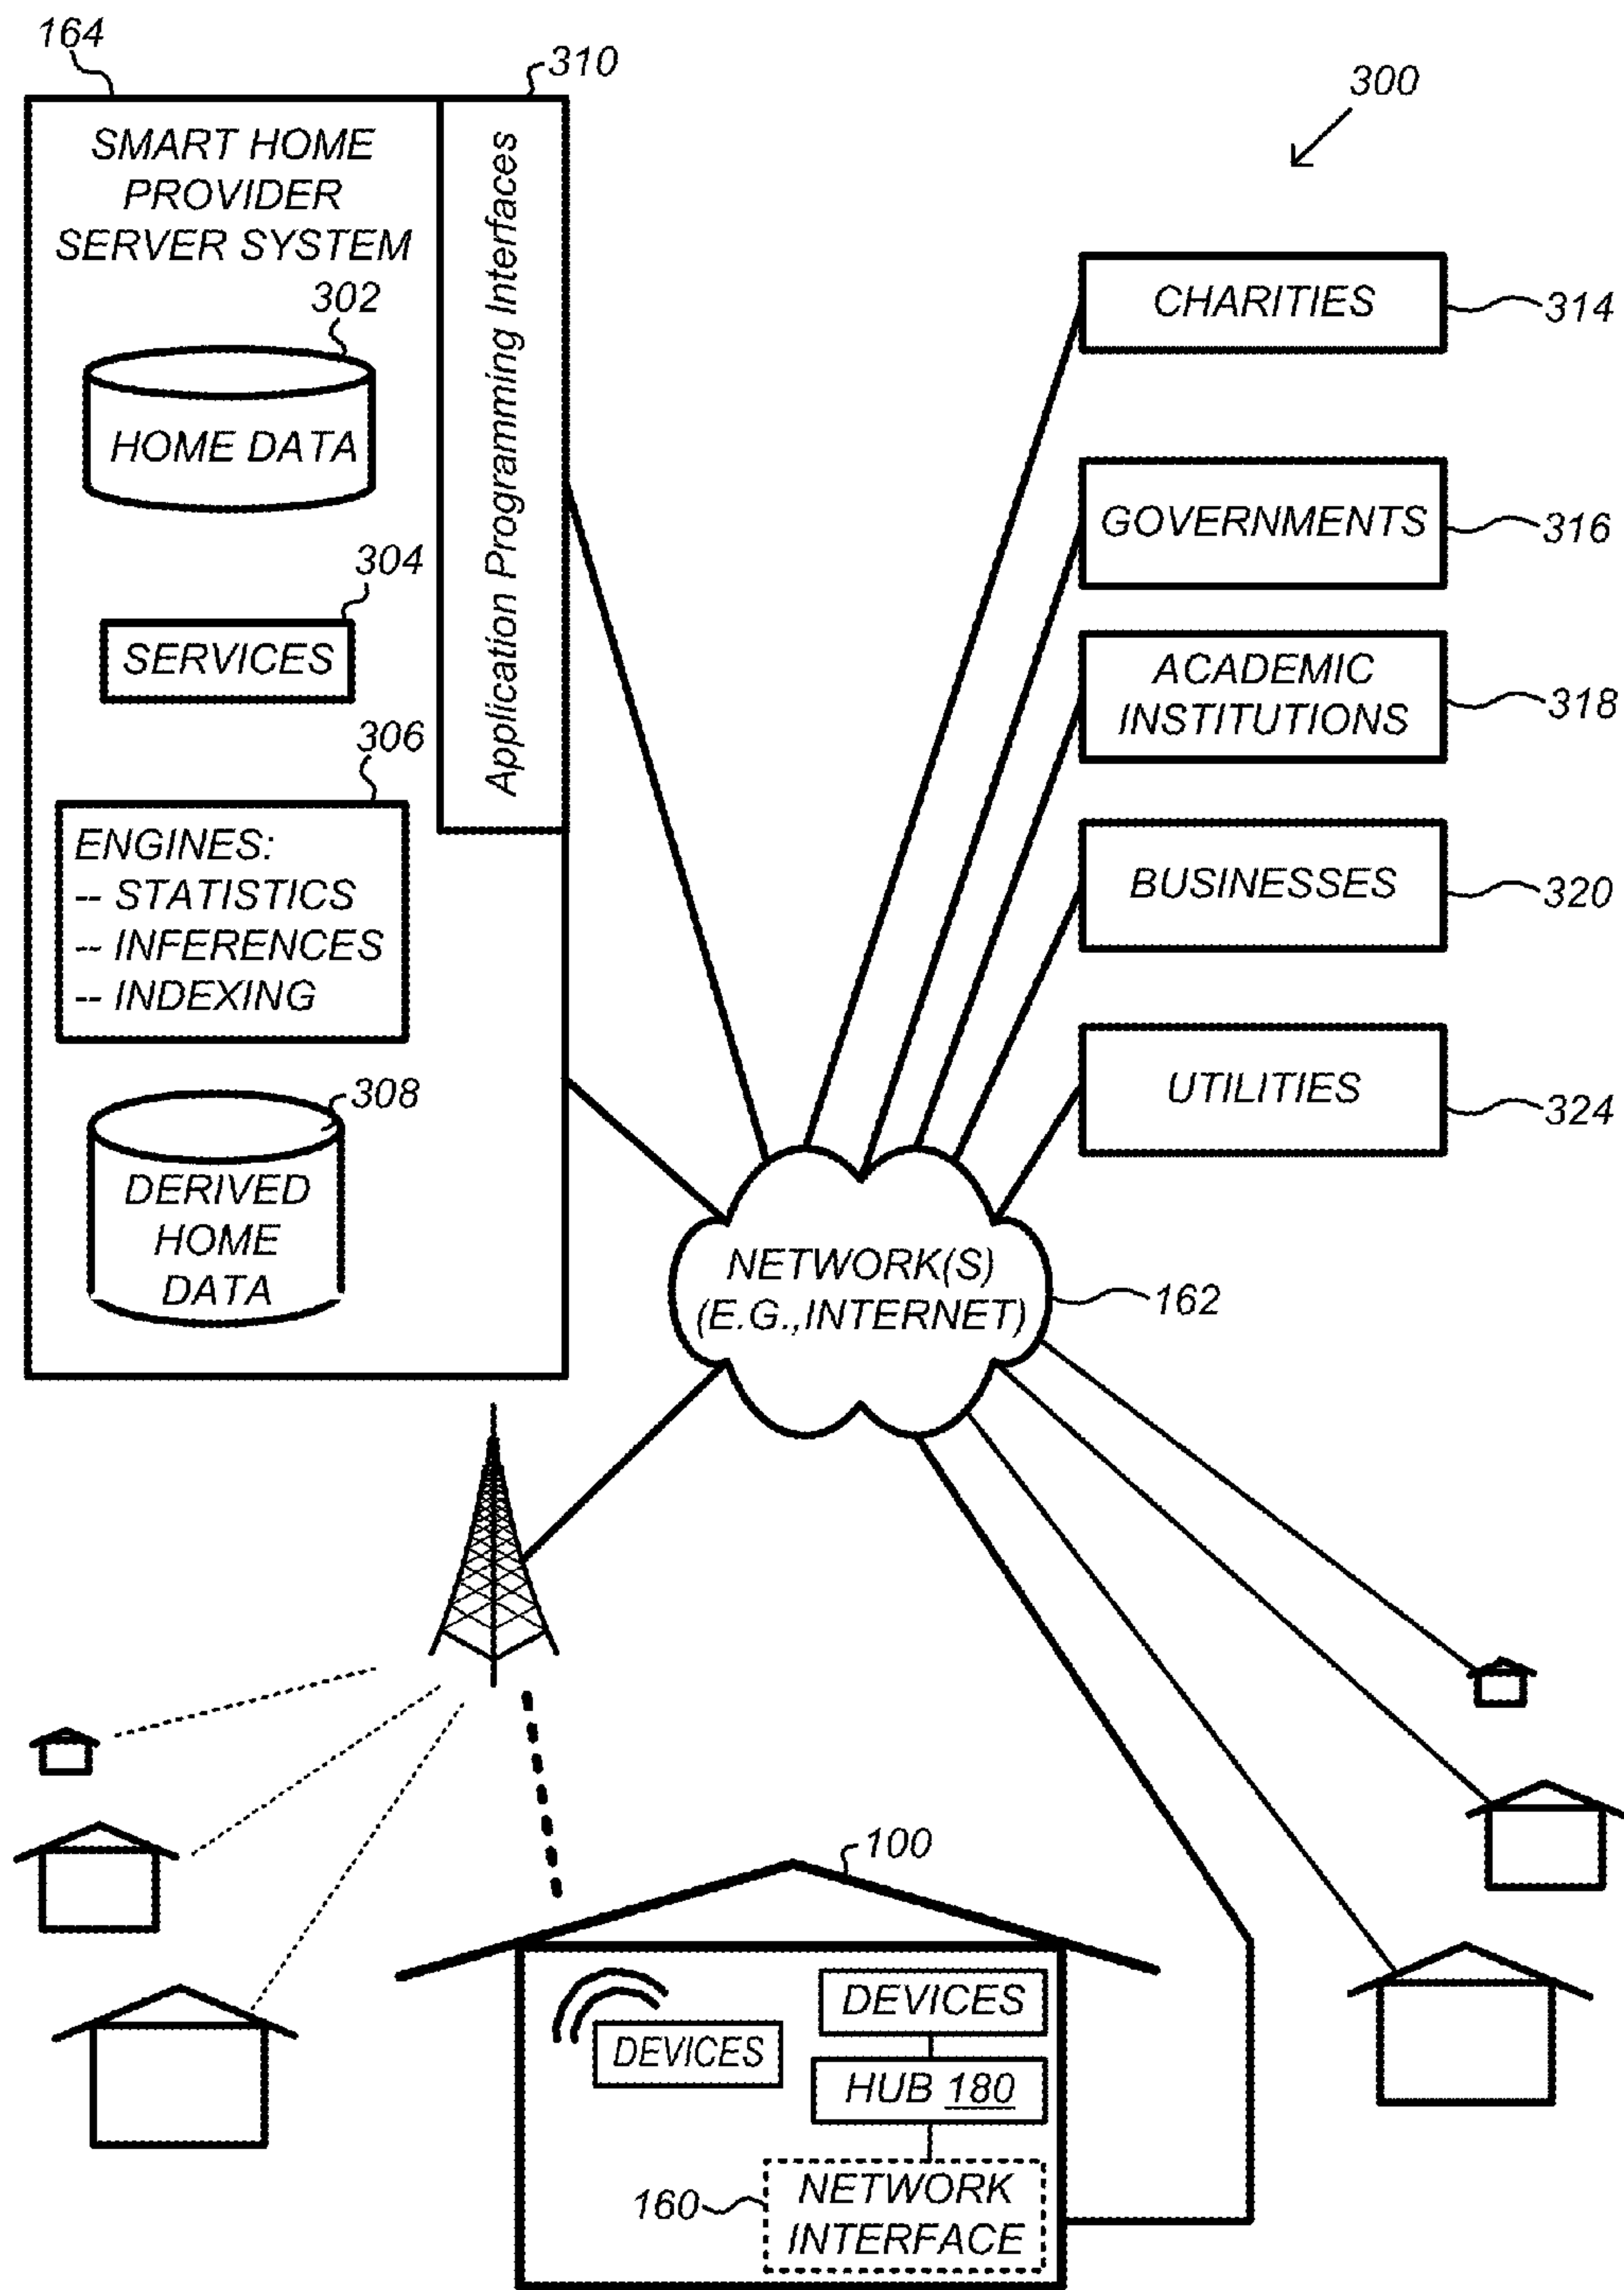 164
310
300
SMART HOME
PROVIDER
SERVER SYSTEM
Application Programming Interfaces
302
HOME DATA
304
SERVICES
306
ENGINES:
-- STATISTICS
-- INFERENCES
-- INDEXING
308
DERIVED
HOME
DATA
CHARITIES
314
GOVERNMENTS
316
ACADEMIC
INSTITUTIONS
318
BUSINESSES
320
UTILITIES
324
NETWORK(S)
(E.G.,INTERNET)
162
100
DEVICES
DEVICES
HUB 180
160
NETWORK
INTERFACE